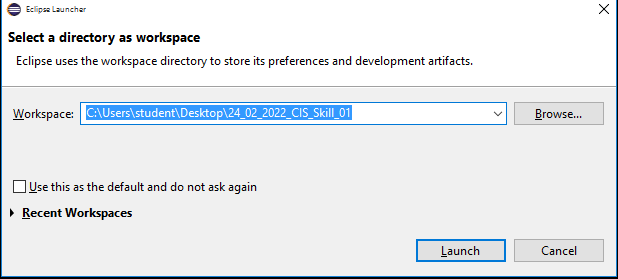 Eclipse Launcher
Select a directory as workspace
Eclipse uses the workspace directory to store its preferences and development artifacts.
Workspace: C:\Users\student\Desktop\24_02_2022_CIS_Skill_01 Browse...
Use this as the default and do not ask again
Recent Workspaces
Launch Cancel